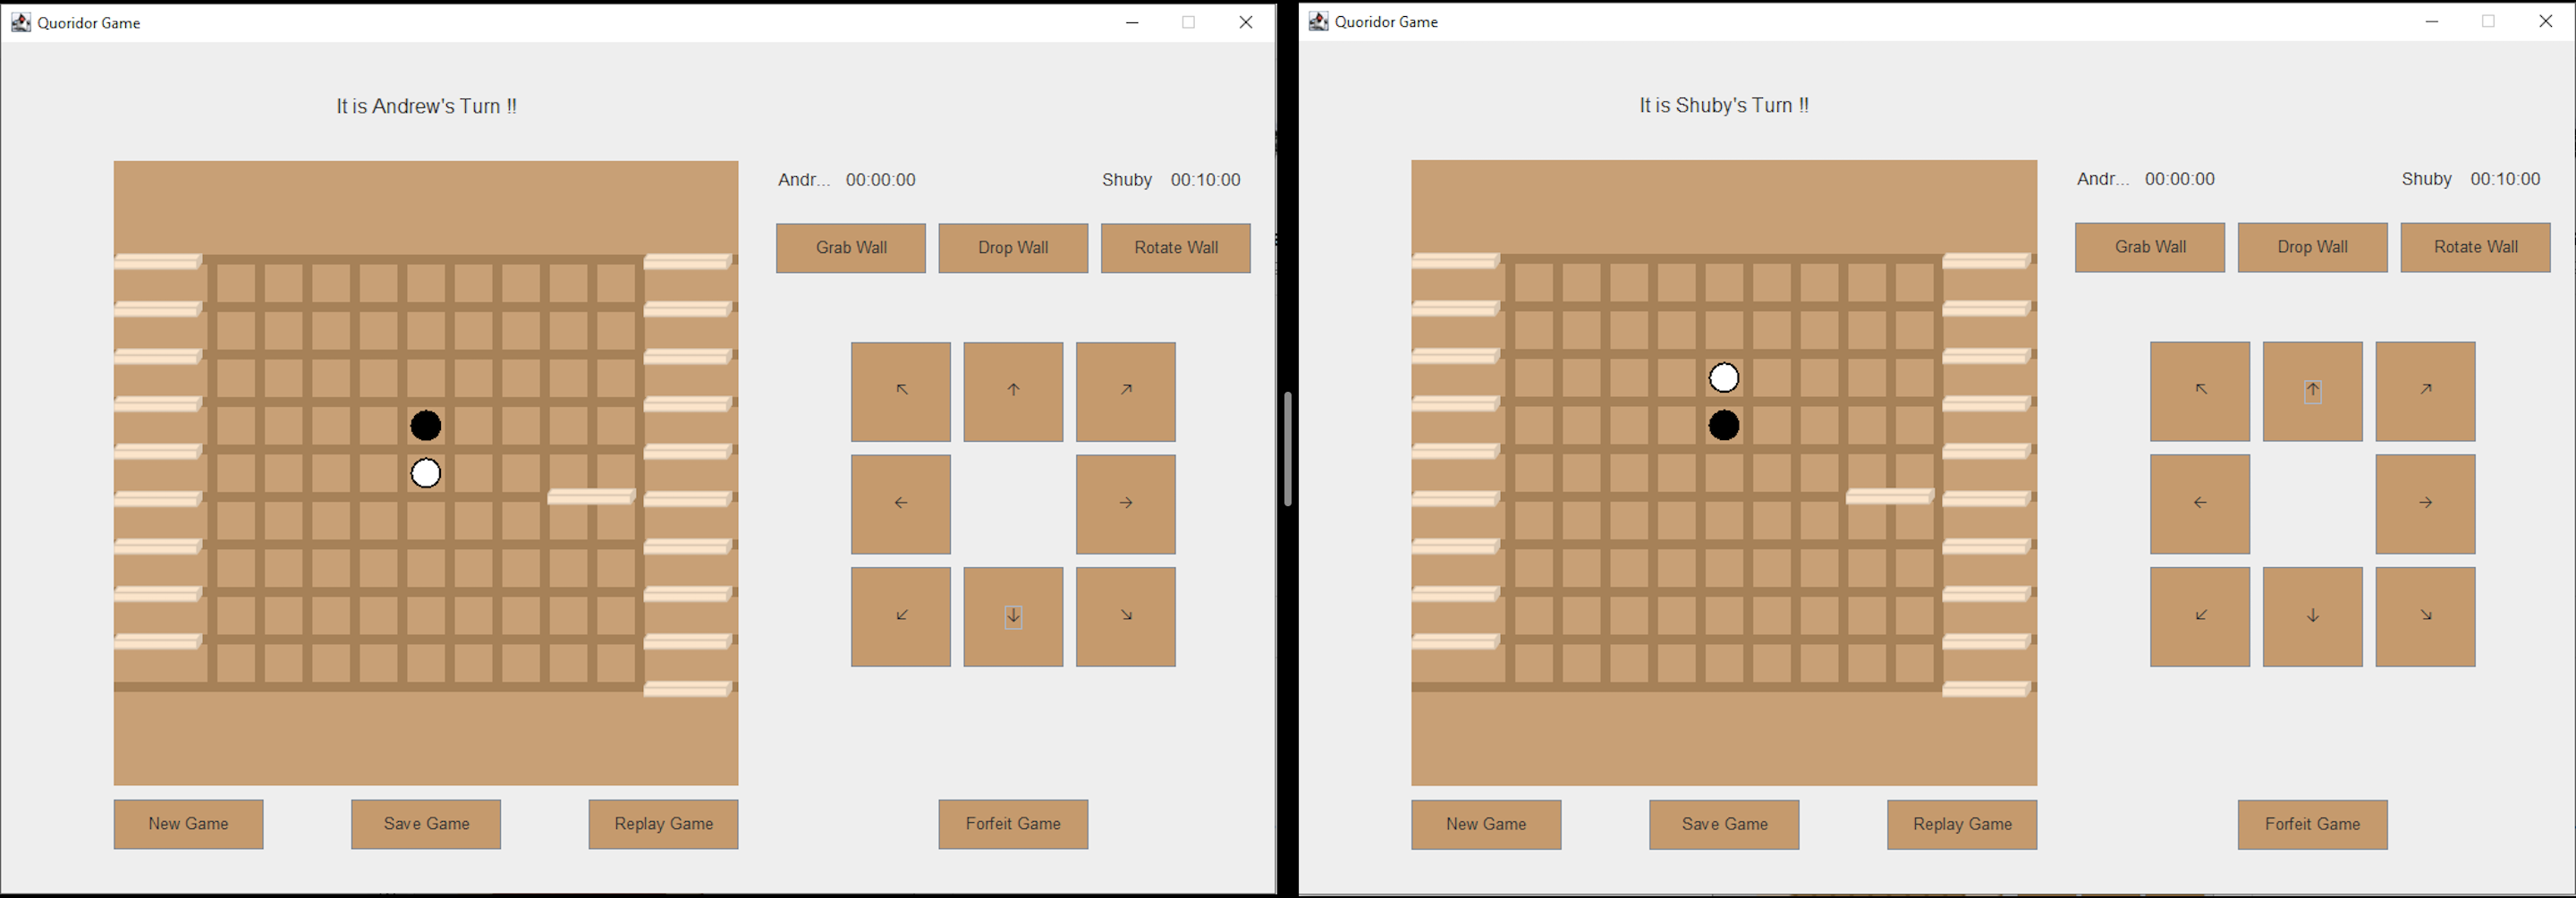 Quoridor Game
It is Andrew's Turn !!
Andr... 00:00:00 Shuby 00:10:00
Grab Wall Drop Wall Rotate Wall
↖ ↑ ↗
← →
↙ ↓ ↘
New Game Save Game Replay Game Forfeit Game
Quoridor Game
It is Shuby's Turn !!
Andr... 00:00:00 Shuby 00:10:00
Grab Wall Drop Wall Rotate Wall
↖ ↑ ↗
← →
↙ ↓ ↘
New Game Save Game Replay Game Forfeit Game